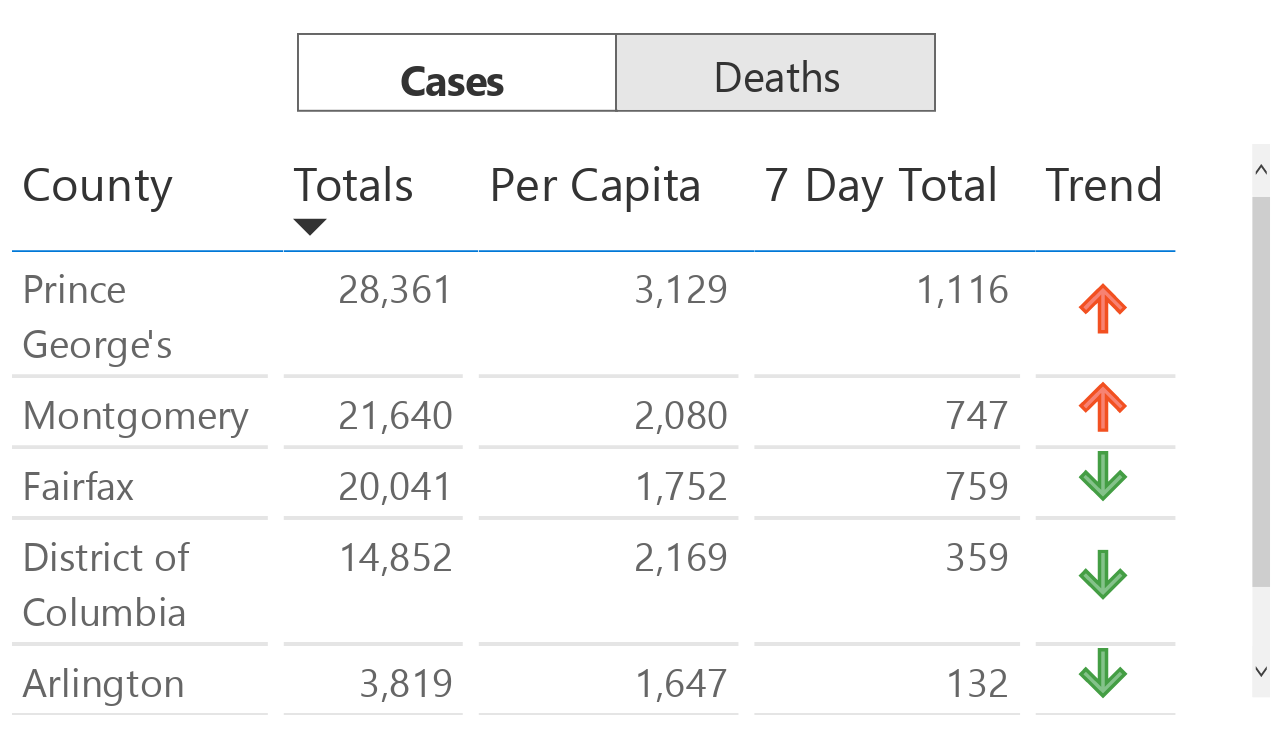 Cases Deaths
County Totals Per Capita 7 Day Total Trend
Prince 28,361 3,129 1,116
George's
Montgomery 21,640 2,080 747
Fairfax 20,041 1,752 759
District of 14,852 2,169 359
Columbia
Arlington 3,819 1,647 132